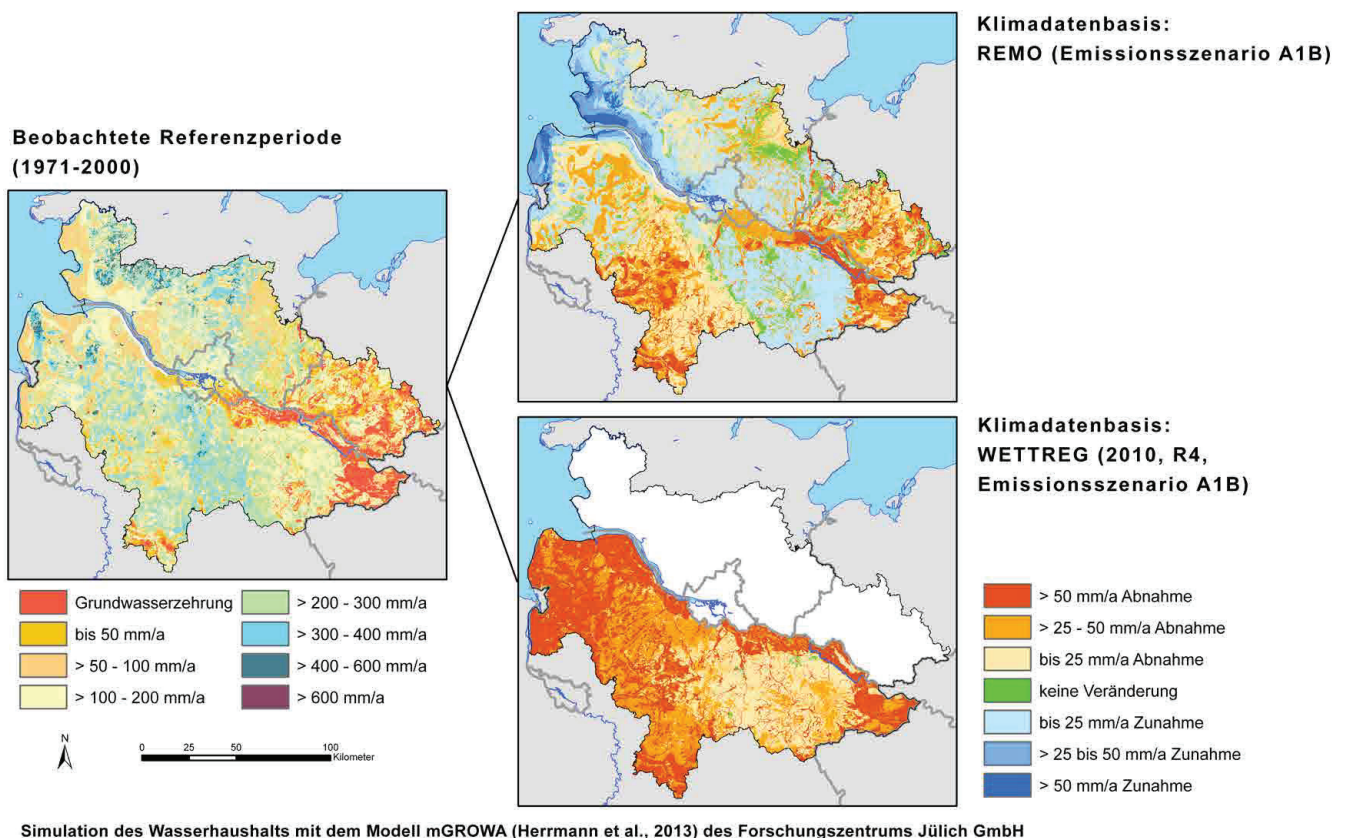 Klimadatenbasis:
REMO (Emissionsszenario A1B)
Beobachtete Referenzperiode
(1971-2000)
Klimadatenbasis:
WETTREG (2010, R4,
Emissionsszenario A1B)
Grundwasserzehrung
bis 50 mm/a
> 50 - 100 mm/a
> 100 - 200 mm/a
> 200 - 300 mm/a
> 300 - 400 mm/a
> 400 - 600 mm/a
> 600 mm/a
N
0 25 50 100
Kilometer
> 50 mm/a Abnahme
> 25 - 50 mm/a Abnahme
bis 25 mm/a Abnahme
keine Veränderung
bis 25 mm/a Zunahme
> 25 bis 50 mm/a Zunahme
> 50 mm/a Zunahme
Simulation des Wasserhaushalts mit dem Modell mGROWA (Herrmann et al., 2013) des Forschungszentrums Jülich GmbH